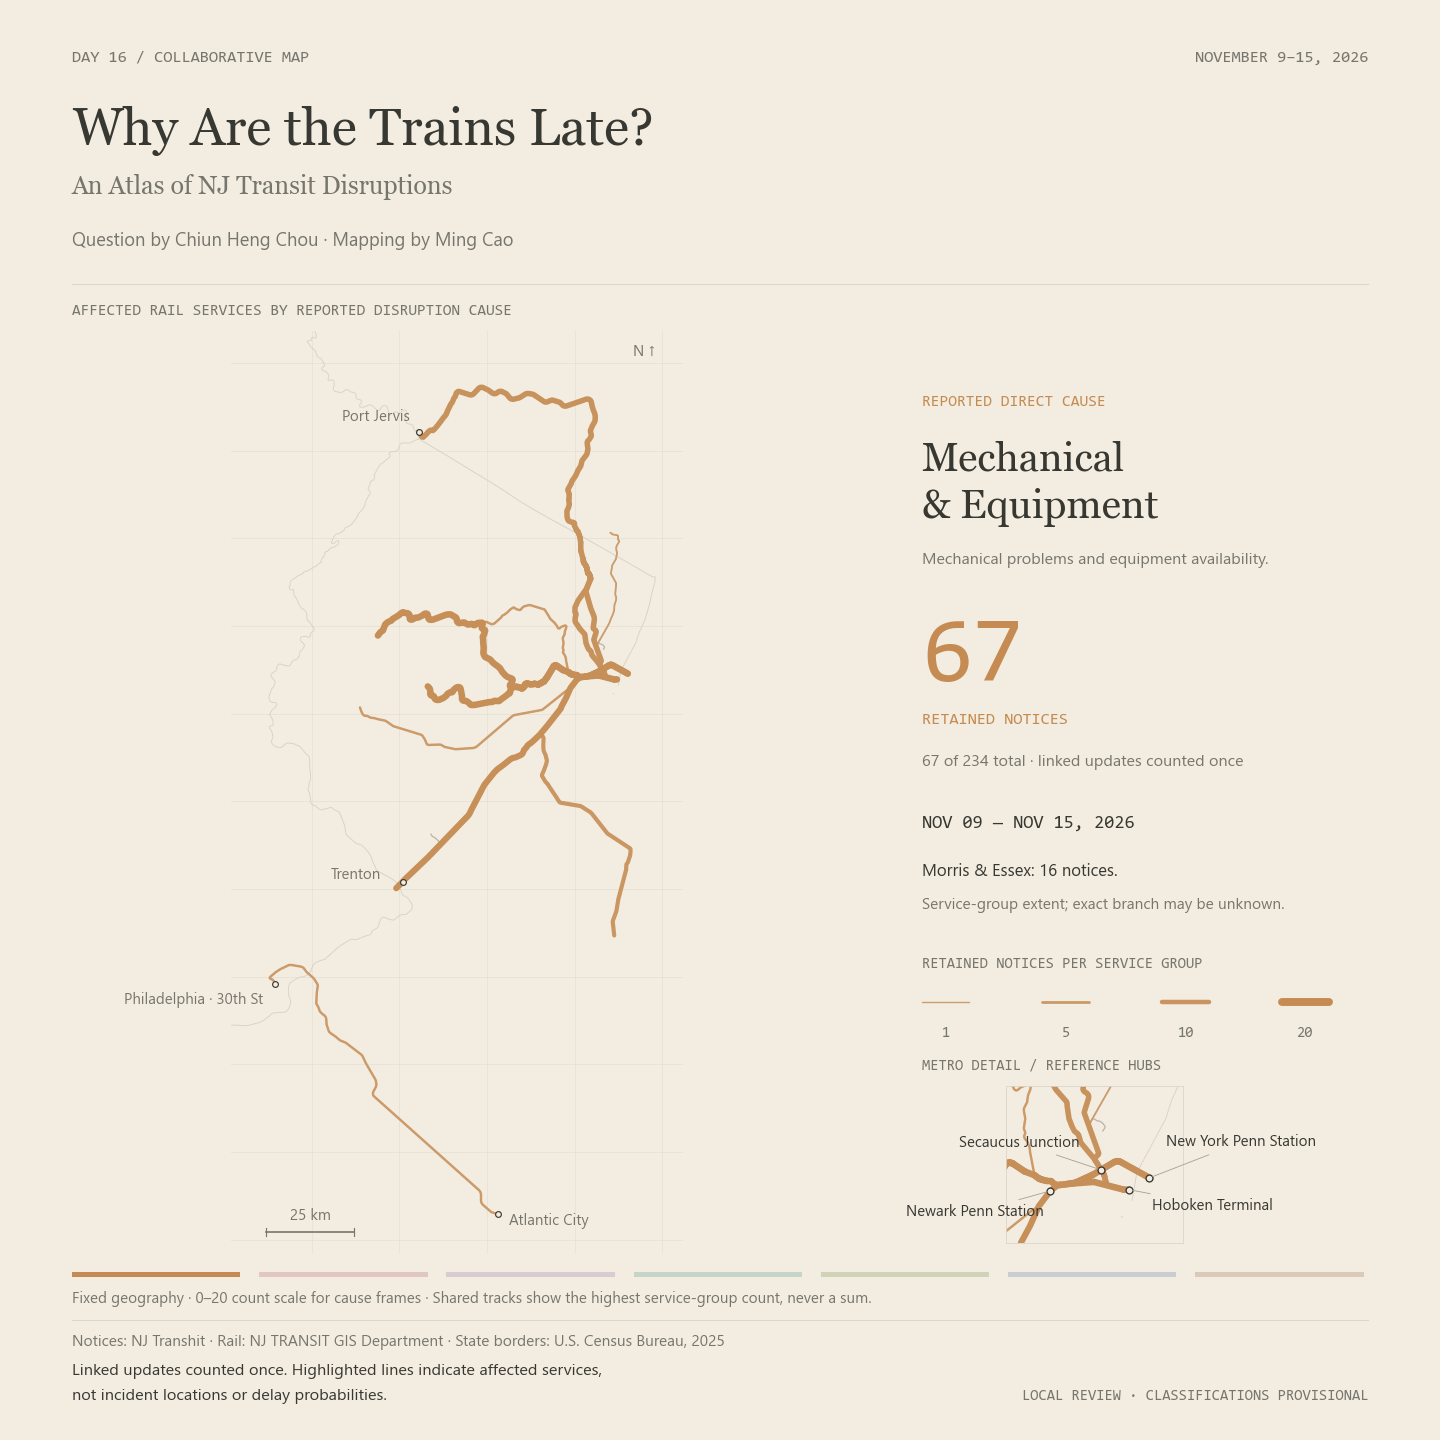 DAY 16 / COLLABORATIVE MAP
NOVEMBER 9–15, 2026
Why Are the Trains Late?
An Atlas of NJ Transit Disruptions
Question by Chiun Heng Chou · Mapping by Ming Cao
AFFECTED RAIL SERVICES BY REPORTED DISRUPTION CAUSE
N ↑
Port Jervis
Trenton
Philadelphia · 30th St
Atlantic City
25 km
REPORTED DIRECT CAUSE
Mechanical
& Equipment
Mechanical problems and equipment availability.
67
RETAINED NOTICES
67 of 234 total · linked updates counted once
NOV 09 — NOV 15, 2026
Morris & Essex: 16 notices.
Service-group extent; exact branch may be unknown.
RETAINED NOTICES PER SERVICE GROUP
1 5 10 20
METRO DETAIL / REFERENCE HUBS
Secaucus Junction
New York Penn Station
Newark Penn Station
Hoboken Terminal
Fixed geography · 0–20 count scale for cause frames · Shared tracks show the highest service-group count, never a sum.
Notices: NJ Transhit · Rail: NJ TRANSIT GIS Department · State borders: U.S. Census Bureau, 2025
Linked updates counted once. Highlighted lines indicate affected services,
not incident locations or delay probabilities.
LOCAL REVIEW · CLASSIFICATIONS PROVISIONAL